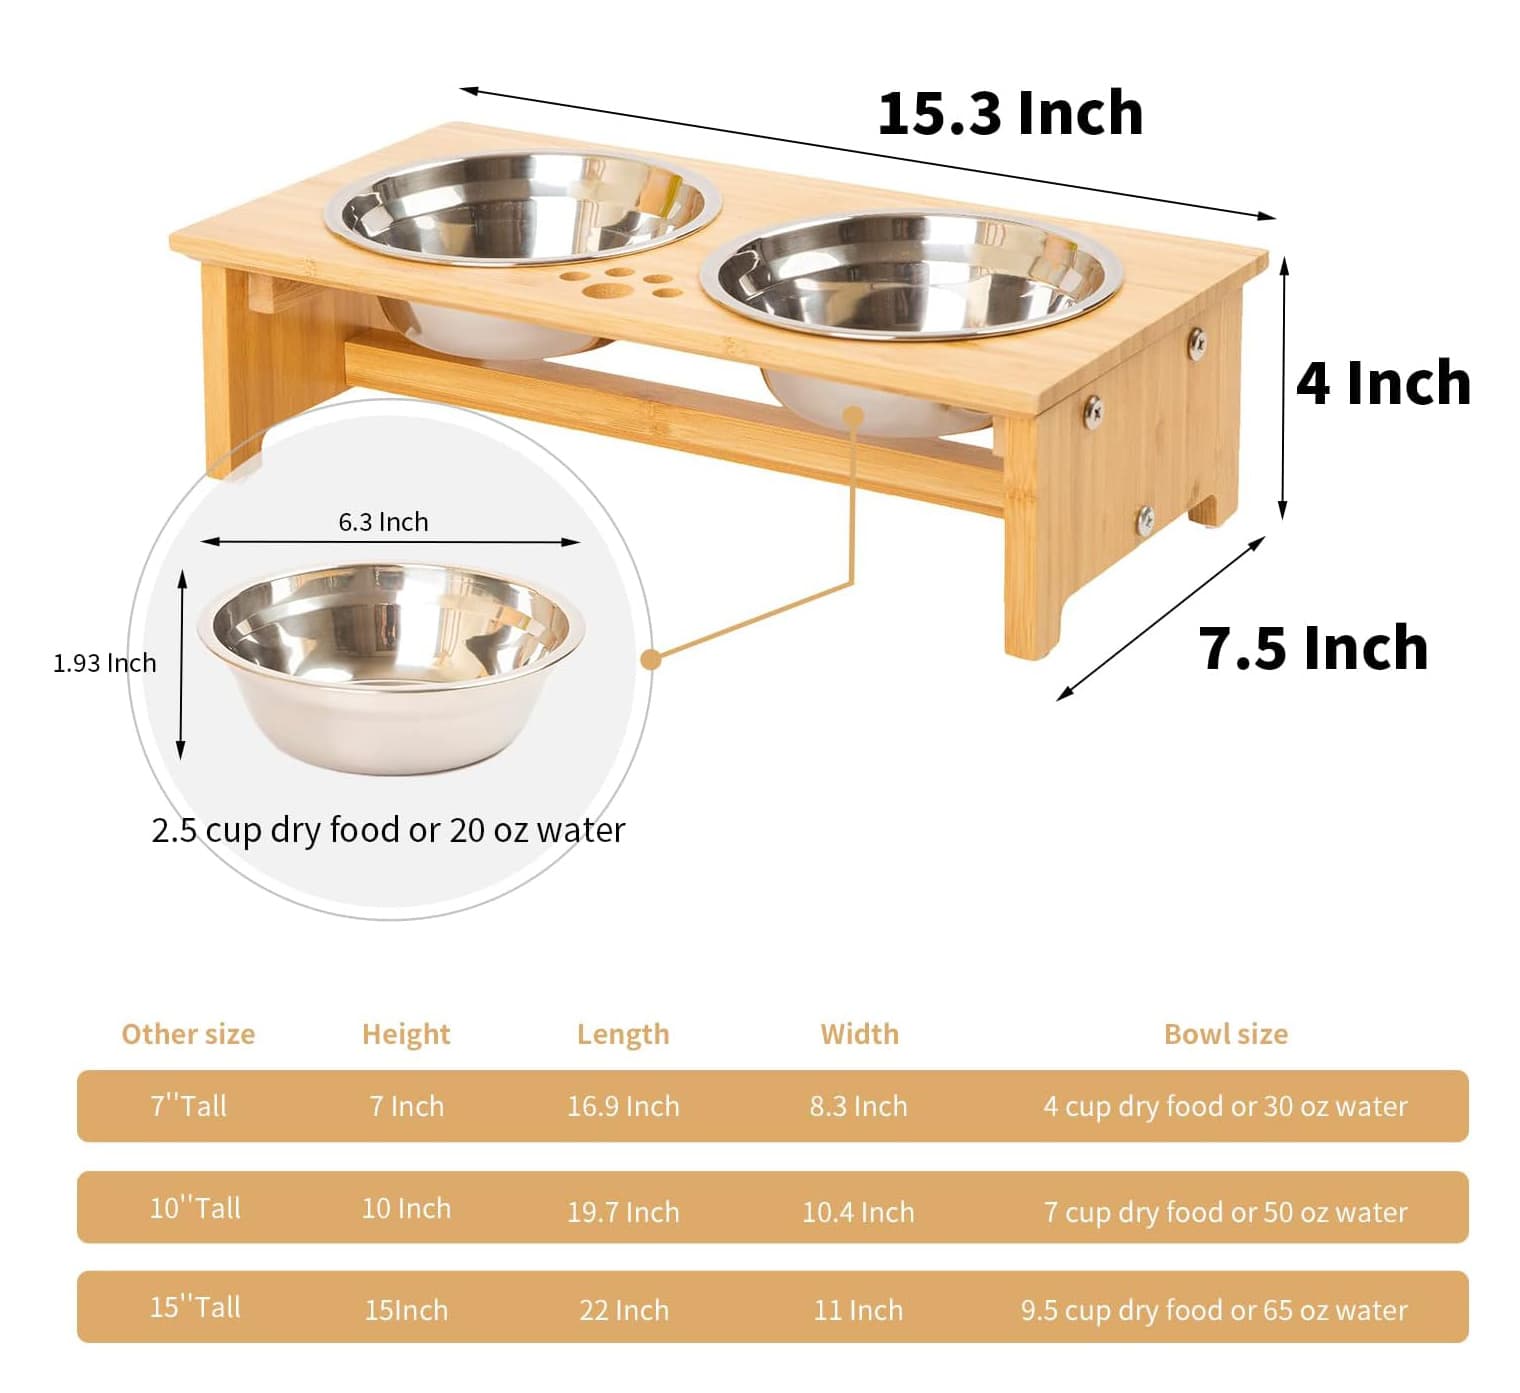 15.3 Inch
4 Inch
7.5 Inch
6.3 Inch
1.93 Inch
2.5 cup dry food or 20 oz water
Other size Height Length Width Bowl size
7''Tall 7 Inch 16.9 Inch 8.3 Inch 4 cup dry food or 30 oz water
10''Tall 10 Inch 19.7 Inch 10.4 Inch 7 cup dry food or 50 oz water
15''Tall 15Inch 22 Inch 11 Inch 9.5 cup dry food or 65 oz water